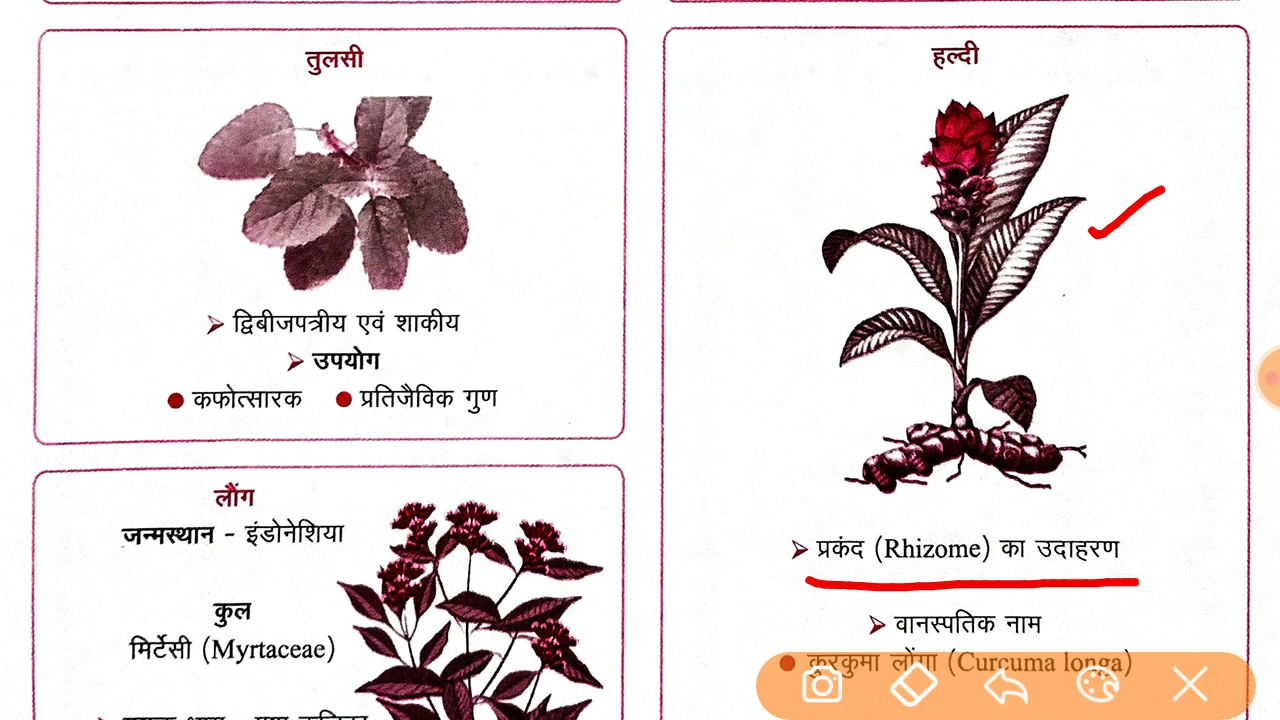 तुलसी
➢ द्विबीजपत्रीय एवं शाकीय
➢ उपयोग
● कफोत्सारक ● प्रतिजैविक गुण
लौंग
जन्मस्थान - इंडोनेशिया
कुल
मिर्टेसी (Myrtaceae)
हल्दी
➢ प्रकंद (Rhizome) का उदाहरण
➢ वानस्पतिक नाम
● कुरकुमा लोंगा (Curcuma longa)